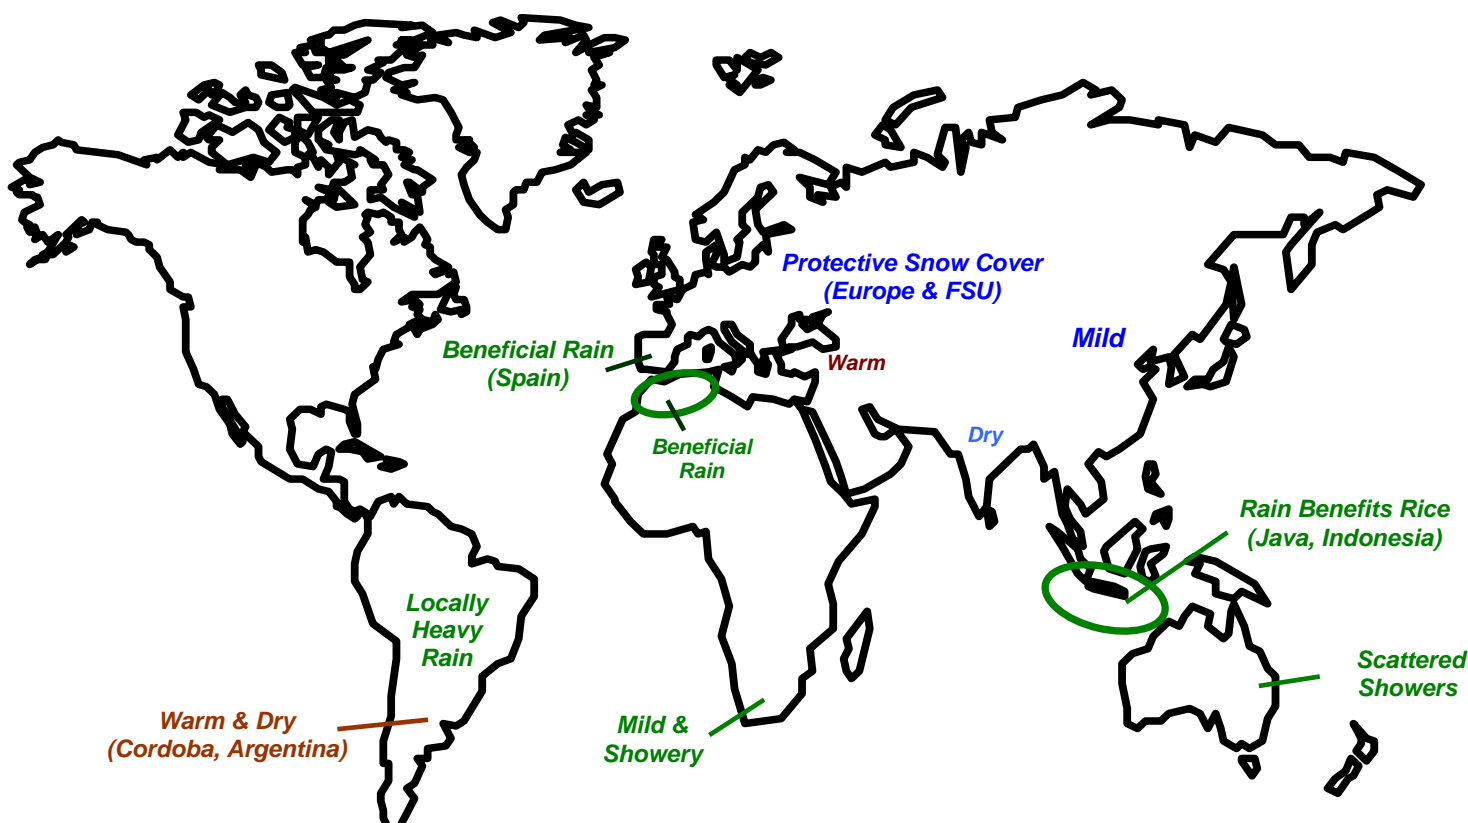 Protective Snow Cover
(Europe & FSU)
Mild
Beneficial Rain
(Spain)
Warm
Dry
Beneficial
Rain
Rain Benefits Rice
(Java, Indonesia)
Locally
Heavy
Rain
Scattered
Showers
Warm & Dry
(Cordoba, Argentina)
Mild &
Showery